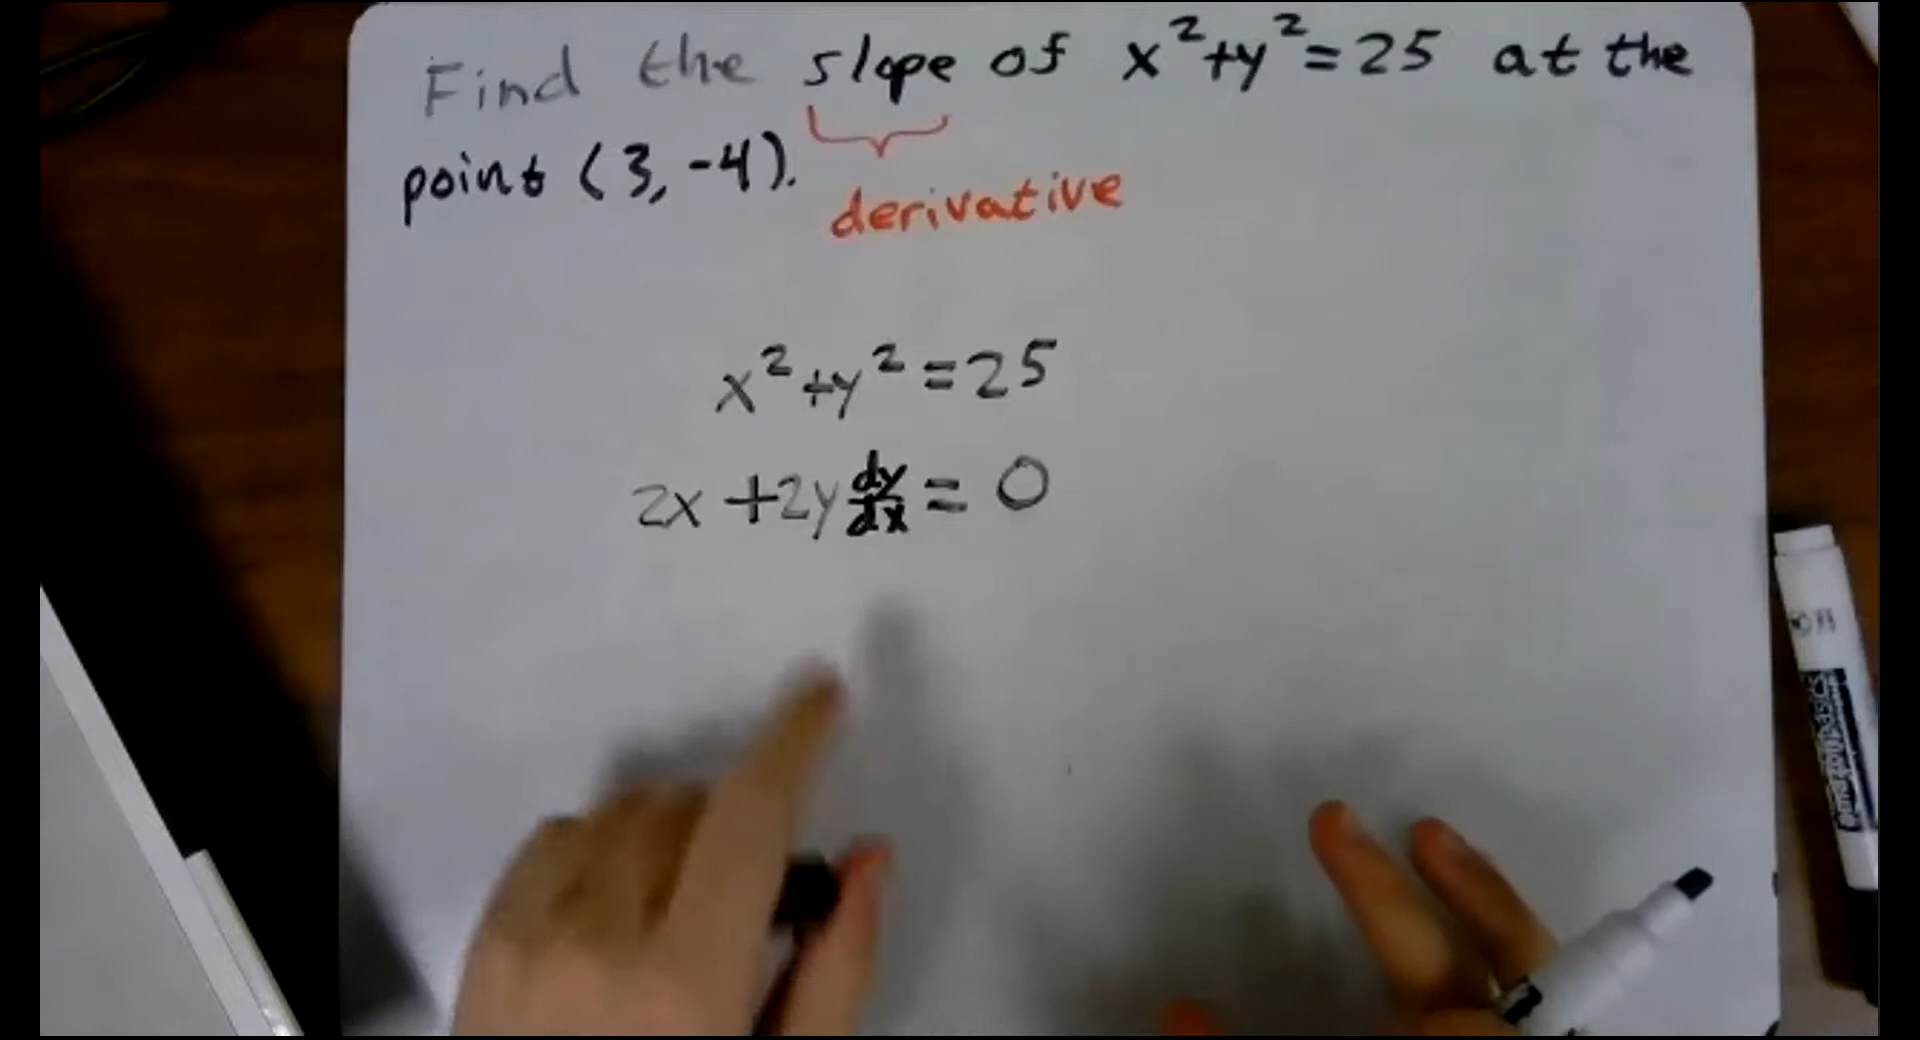 Find the slope of x²+y²=25 at the
point (3,-4).
derivative
x²+y²=25
2x+2y dy/dx = 0
amazonbasics